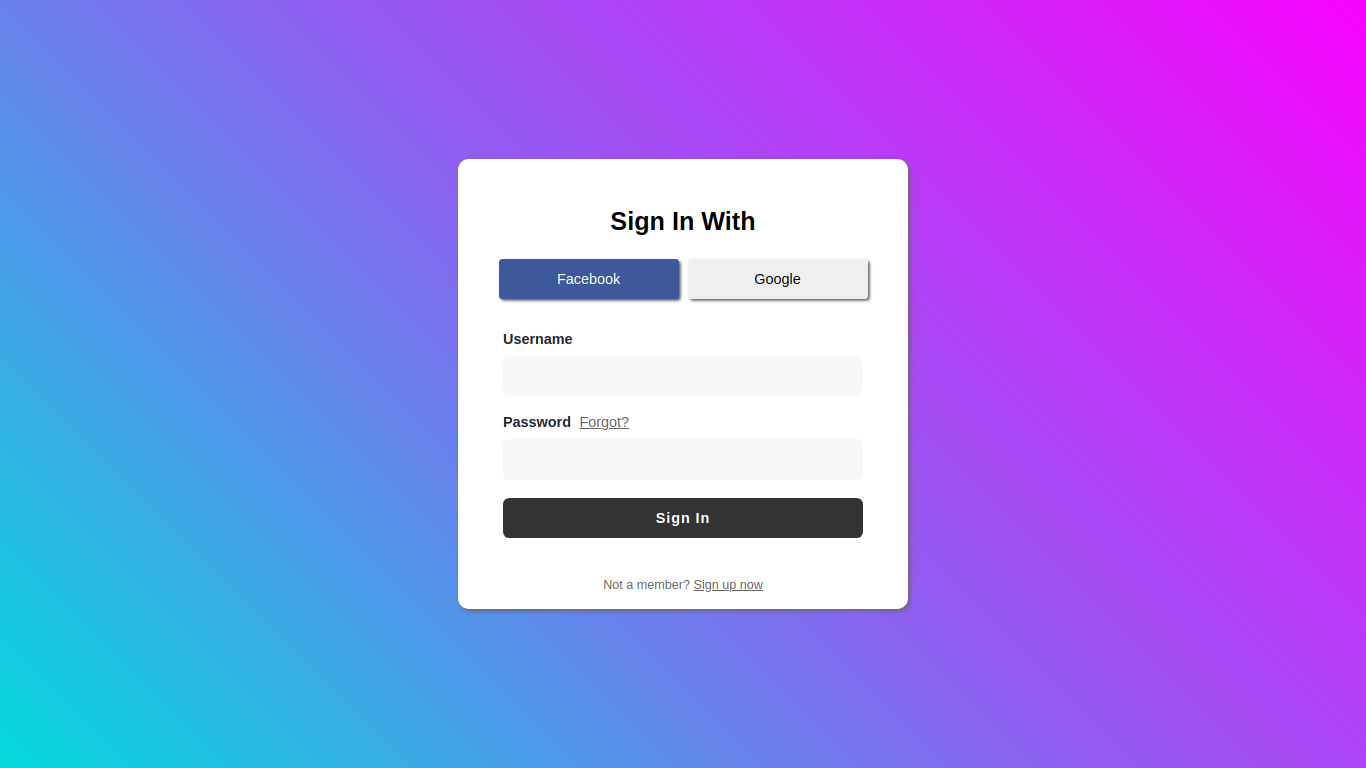 Sign In With
Facebook Google
Username
Password Forgot?
Sign In
Not a member? Sign up now